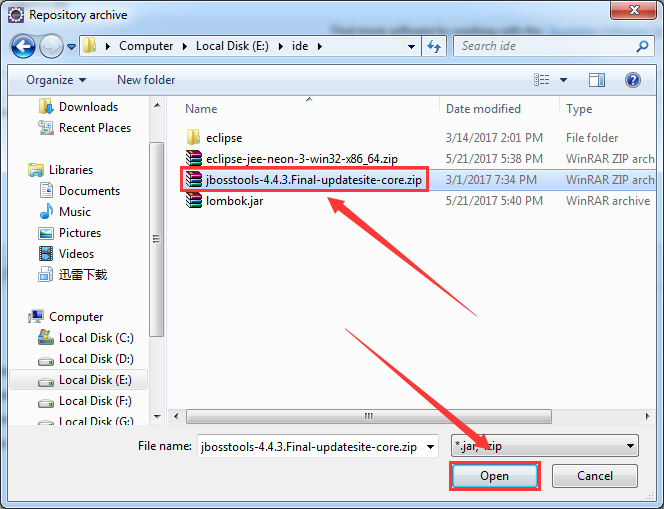 Repository archive
Computer Local Disk (E:) ide
Search ide
Organize New folder
Name Date modified Type
Downloads
Recent Places
Libraries
Documents
Music
Pictures
Videos
迅雷下载
Computer
Local Disk (C:)
Local Disk (D:)
Local Disk (E:)
Local Disk (F:)
Local Disk (G:)
eclipse 3/14/2017 2:01 PM File folder
eclipse-jee-neon-3-win32-x86_64.zip 5/21/2017 5:38 PM WinRAR ZIP arch
jbosstools-4.4.3.Final-updatesite-core.zip 3/1/2017 7:34 PM WinRAR ZIP arch
lombok.jar 5/21/2017 5:40 PM WinRAR archive
File name: jbosstools-4.4.3.Final-updatesite-core.zip
*.jar; zip
Open Cancel